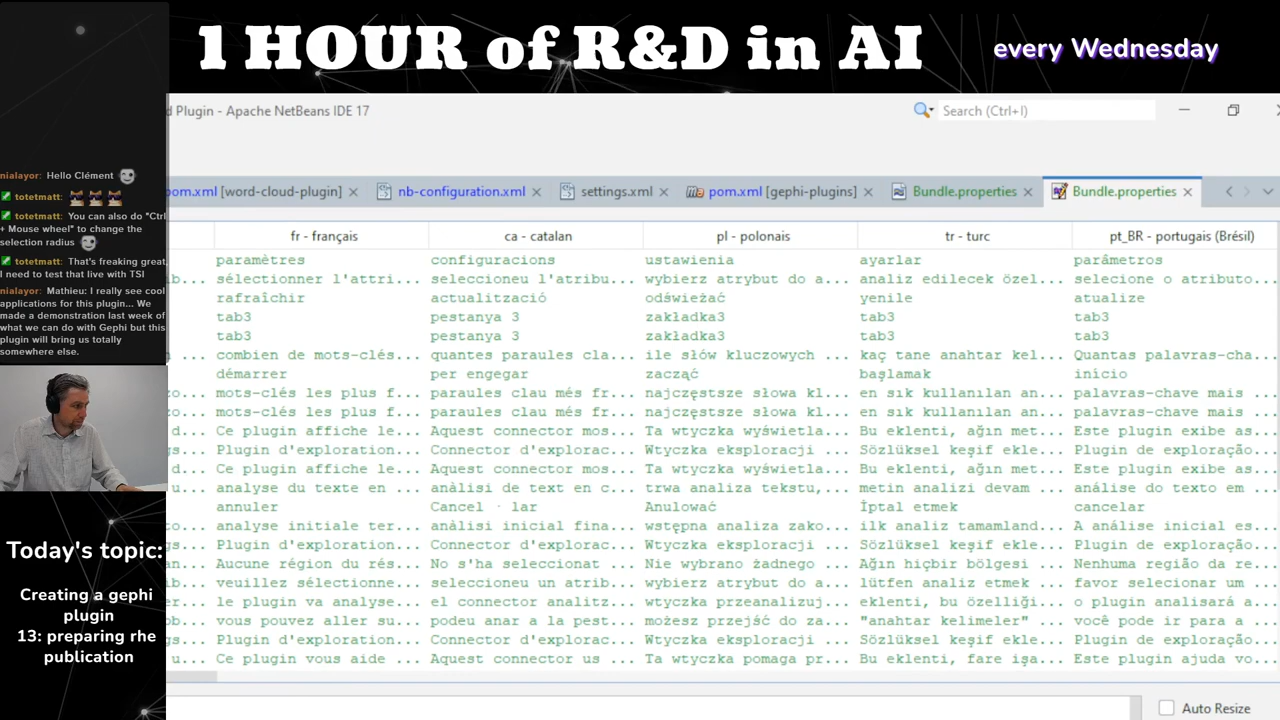 1 HOUR of R&D in AI
every Wednesday
d Plugin - Apache NetBeans IDE 17
Search (Ctrl+I)
pom.xml [word-cloud-plugin]
nb-configuration.xml
settings.xml
pom.xml [gephi-plugins]
Bundle.properties
Bundle.properties
nialayor: Hello Clément
totetmatt:
totetmatt: You can also do "Ctrl
+ Mouse wheel" to change the
selection radius
totetmatt: That's freaking great,
I need to test that live with TSI
nialayor: Mathieu: I really see cool
applications for this plugin... We
made a demonstration last week of
what we can do with Gephi but this
plugin will bring us totally
somewhere else.
Today's topic:
Creating a gephi
plugin
13: preparing rhe
publication
fr - français ca - catalan pl - polonais tr - turc pt_BR - portugais (Brésil)
paramètres configuracions ustawienia ayarlar parâmetros
sélectionner l'attri... seleccioneu l'atribu... wybierz atrybut do a... analiz edilecek özel... selecione o atributo...
rafraîchir actualització odświeżać yenile atualize
tab3 pestanya 3 zakładka3 tab3 tab3
tab3 pestanya 3 zakładka3 tab3 tab3
combien de mots-clés... quantes paraules cla... ile słów kluczowych ... kaç tane anahtar kel... Quantas palavras-cha...
démarrer per engegar zacząć başlamak início
mots-clés les plus f... paraules clau més fr... najczęstsze słowa kl... en sık kullanılan an... palavras-chave mais ...
mots-clés les plus f... paraules clau més fr... najczęstsze słowa kl... en sık kullanılan an... palavras-chave mais ...
Ce plugin affiche le... Aquest connector mos... Ta wtyczka wyświetla... Bu eklenti, ağın met... Este plugin exibe as...
Plugin d'exploration... Connector d'explorac... Wtyczka eksploracji ... Sözlüksel keşif ekle... Plugin de exploração...
Ce plugin affiche le... Aquest connector mos... Ta wtyczka wyświetla... Bu eklenti, ağın met... Este plugin exibe as...
analyse du texte en ... anàlisi de text en c... trwa analiza tekstu,... metin analizi devam ... análise do texto em ...
annuler Cancel · lar Anulować İptal etmek cancelar
analyse initiale ter... anàlisi inicial fina... wstępna analiza zako... ilk analiz tamamland... A análise inicial es...
Plugin d'exploration... Connector d'explorac... Wtyczka eksploracji ... Sözlüksel keşif ekle... Plugin de exploração...
Aucune région du rés... No s'ha seleccionat ... Nie wybrano żadnego ... Ağın hiçbir bölgesi ... Nenhuma região da re...
veuillez sélectionne... seleccioneu un atrib... wybierz atrybut do a... lütfen analiz etmek ... favor selecionar um ...
le plugin va analyse... el connector analitz... wtyczka przeanalizuj... eklenti, bu özelliği... o plugin analisará a...
vous pouvez aller su... podeu anar a la pest... możesz przejść do za... "anahtar kelimeler" ... você pode ir para a ...
Plugin d'exploration... Connector d'explorac... Wtyczka eksploracji ... Sözlüksel keşif ekle... Plugin de exploração...
Ce plugin vous aide ... Aquest connector us ... Ta wtyczka pomaga pr... Bu eklenti, fare işa... Este plugin ajuda vo...
Auto Resize